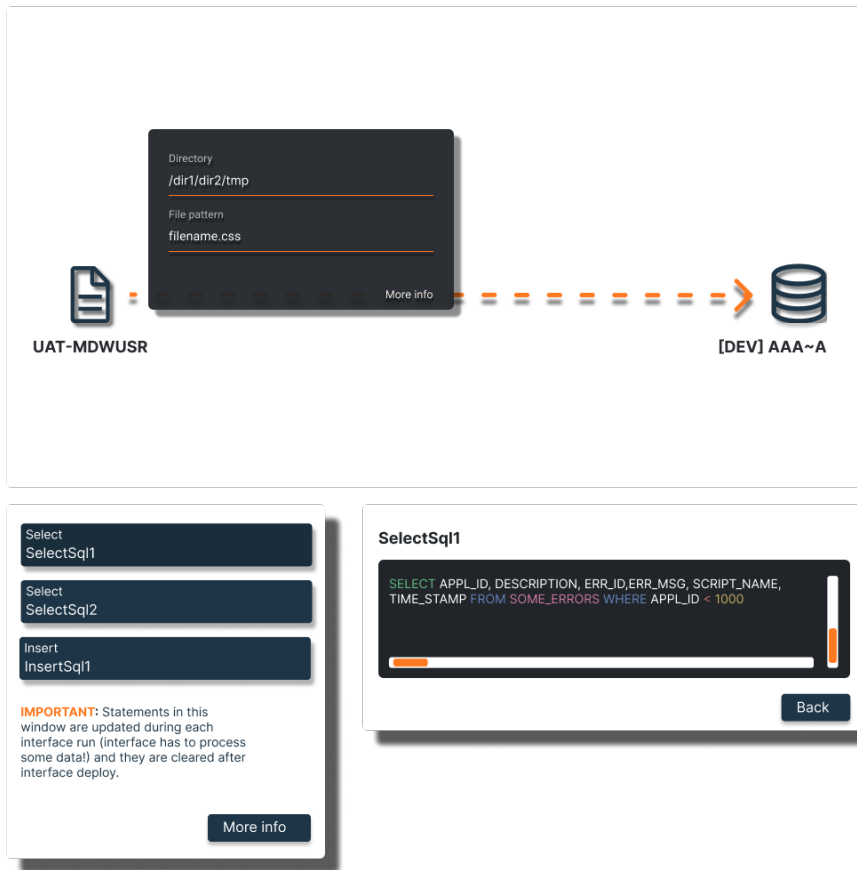 Directory
/dir1/dir2/tmp
File pattern
filename.css
More info
UAT-MDWUSR
[DEV] AAA~A
Select
SelectSql1
Select
SelectSql2
Insert
InsertSql1
IMPORTANT: Statements in this
window are updated during each
interface run (interface has to process
some data!) and they are cleared after
interface deploy.
More info
SelectSql1
SELECT APPL_ID, DESCRIPTION, ERR_ID,ERR_MSG, SCRIPT_NAME,
TIME_STAMP FROM SOME_ERRORS WHERE APPL_ID < 1000
Back